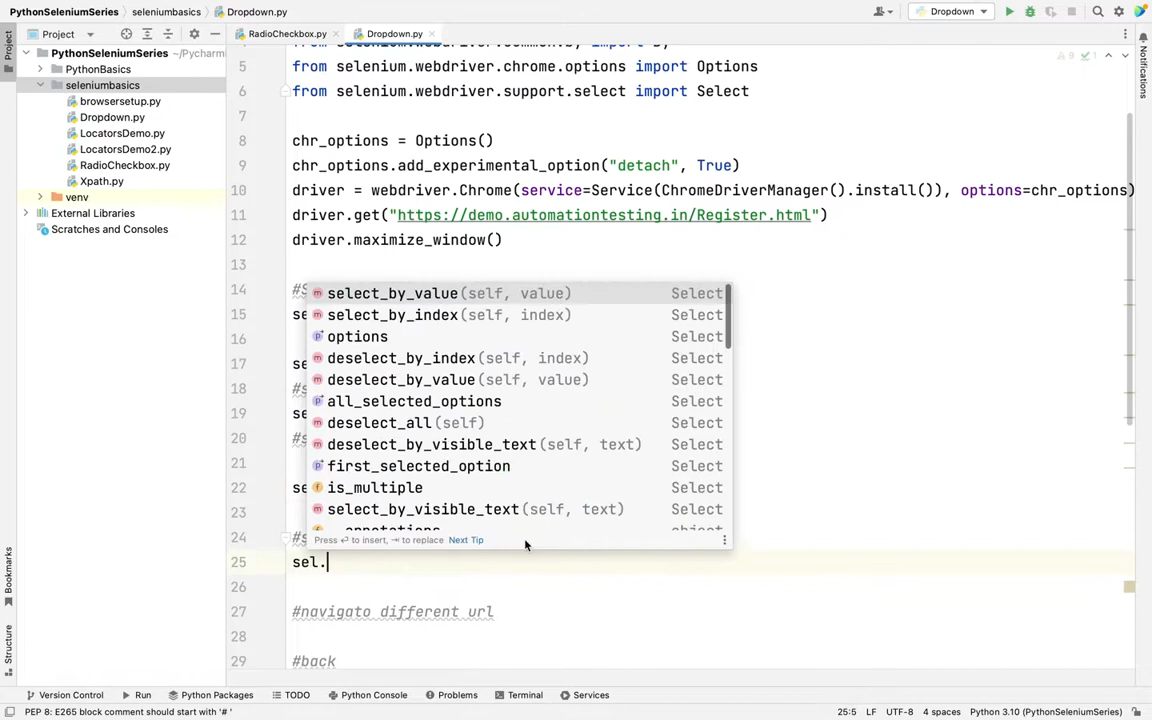 PythonSeleniumSeries seleniumbasics Dropdown.py Dropdown
Project RadioCheckbox.py Dropdown.py
Project
PythonSeleniumSeries ~/Pycharm
PythonBasics
seleniumbasics
browsersetup.py
Dropdown.py
LocatorsDemo.py
LocatorsDemo2.py
RadioCheckbox.py
Xpath.py
venv
External Libraries
Scratches and Consoles
9 1
5 from selenium.webdriver.chrome.options import Options
6 from selenium.webdriver.support.select import Select
7
8 chr_options = Options()
9 chr_options.add_experimental_option("detach", True)
10 driver = webdriver.Chrome(service=Service(ChromeDriverManager().install()), options=chr_options)
11 driver.get("https://demo.automationtesting.in/Register.html")
12 driver.maximize_window()
13
14
15
16
17
18
19
20
21
22
23
24
select_by_value(self, value) Select
select_by_index(self, index) Select
options Select
deselect_by_index(self, index) Select
deselect_by_value(self, value) Select
all_selected_options Select
deselect_all(self) Select
deselect_by_visible_text(self, text) Select
first_selected_option Select
is_multiple Select
select_by_visible_text(self, text) Select
Press ↵ to insert, ⇥ to replace Next Tip
25 sel.
26
27 #navigato different url
28
29 #back
Notifications
Bookmarks
Structure
Version Control Run Python Packages TODO Python Console Problems Terminal Services
PEP 8: E265 block comment should start with '# ' 25:5 LF UTF-8 4 spaces Python 3.10 (PythonSeleniumSeries)